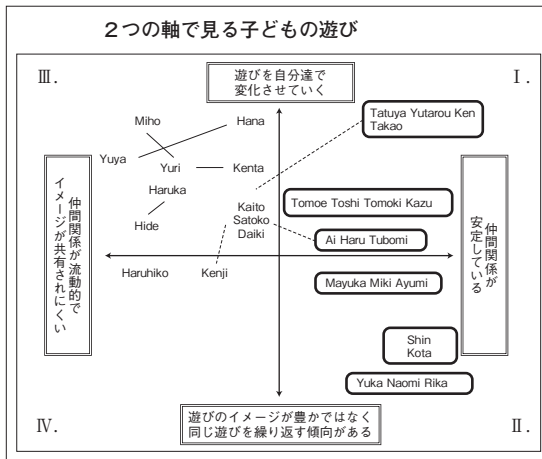 2つの軸で見る子どもの遊び
Ⅲ.
遊びを自分達で
変化させていく
Ⅰ.
Tatuya Yutarou Ken
Takao
Miho
Hana
Yuya
Yuri
Kenta
Haruka
Hide
Kaito
Satoko
Daiki
Tomoe Toshi Tomoki Kazu
Ai Haru Tubomi
仲間関係が流動的で
イメージが共有されにくい
仲間関係が
安定している
Haruhiko
Kenji
Mayuka Miki Ayumi
Shin
Kota
Yuka Naomi Rika
Ⅳ.
遊びのイメージが豊かではなく
同じ遊びを繰り返す傾向がある
Ⅱ.